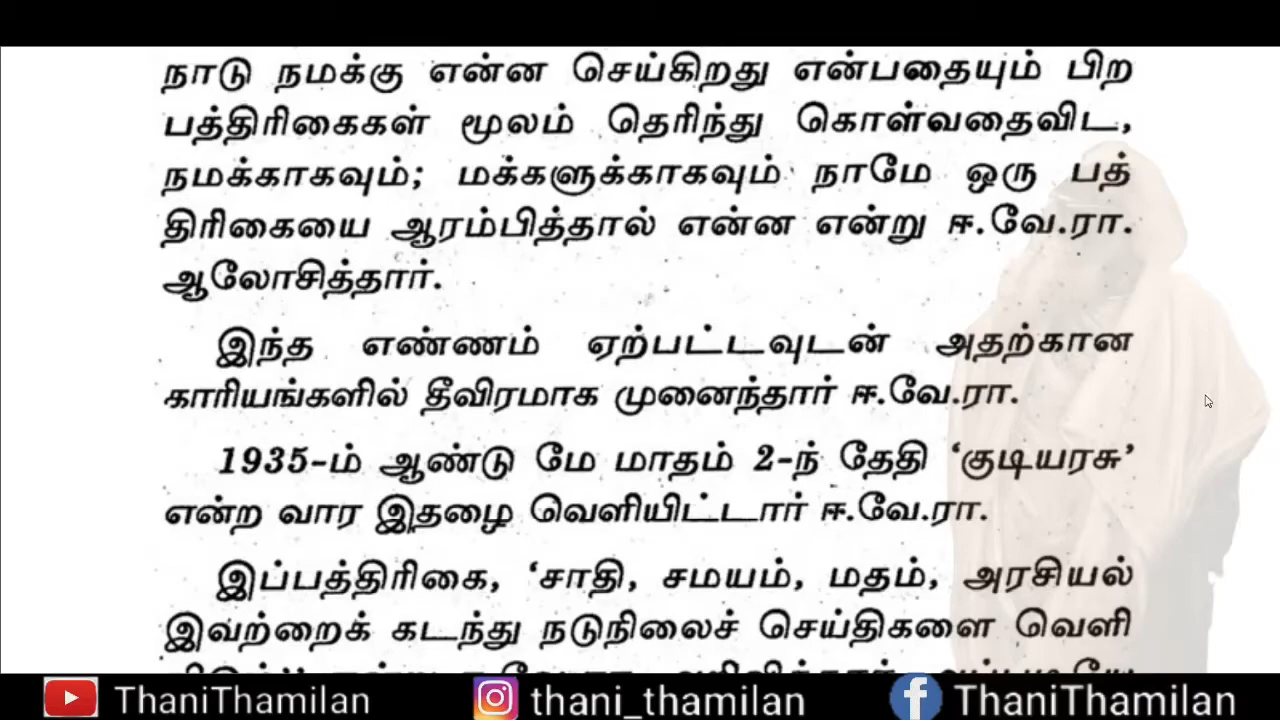 நாடு நமக்கு என்ன செய்கிறது என்பதையும் பிற
பத்திரிகைகள் மூலம் தெரிந்து கொள்வதைவிட,
நமக்காகவும்; மக்களுக்காகவும் நாமே ஒரு பத்
திரிகையை ஆரம்பித்தால் என்ன என்று ஈ.வே.ரா.
ஆலோசித்தார்.
இந்த எண்ணம் ஏற்பட்டவுடன் அதற்கான
காரியங்களில் தீவிரமாக முனைந்தார் ஈ.வே.ரா.
1935-ம் ஆண்டு மே மாதம் 2-ந் தேதி ‘குடியரசு’
என்ற வார இதழை வெளியிட்டார் ஈ.வே.ரா.
இப்பத்திரிகை, ‘சாதி, சமயம், மதம், அரசியல்
இவற்றைக் கடந்து நடுநிலைச் செய்திகளை வெளி
ThaniThamilan
thani_thamilan
ThaniThamilan